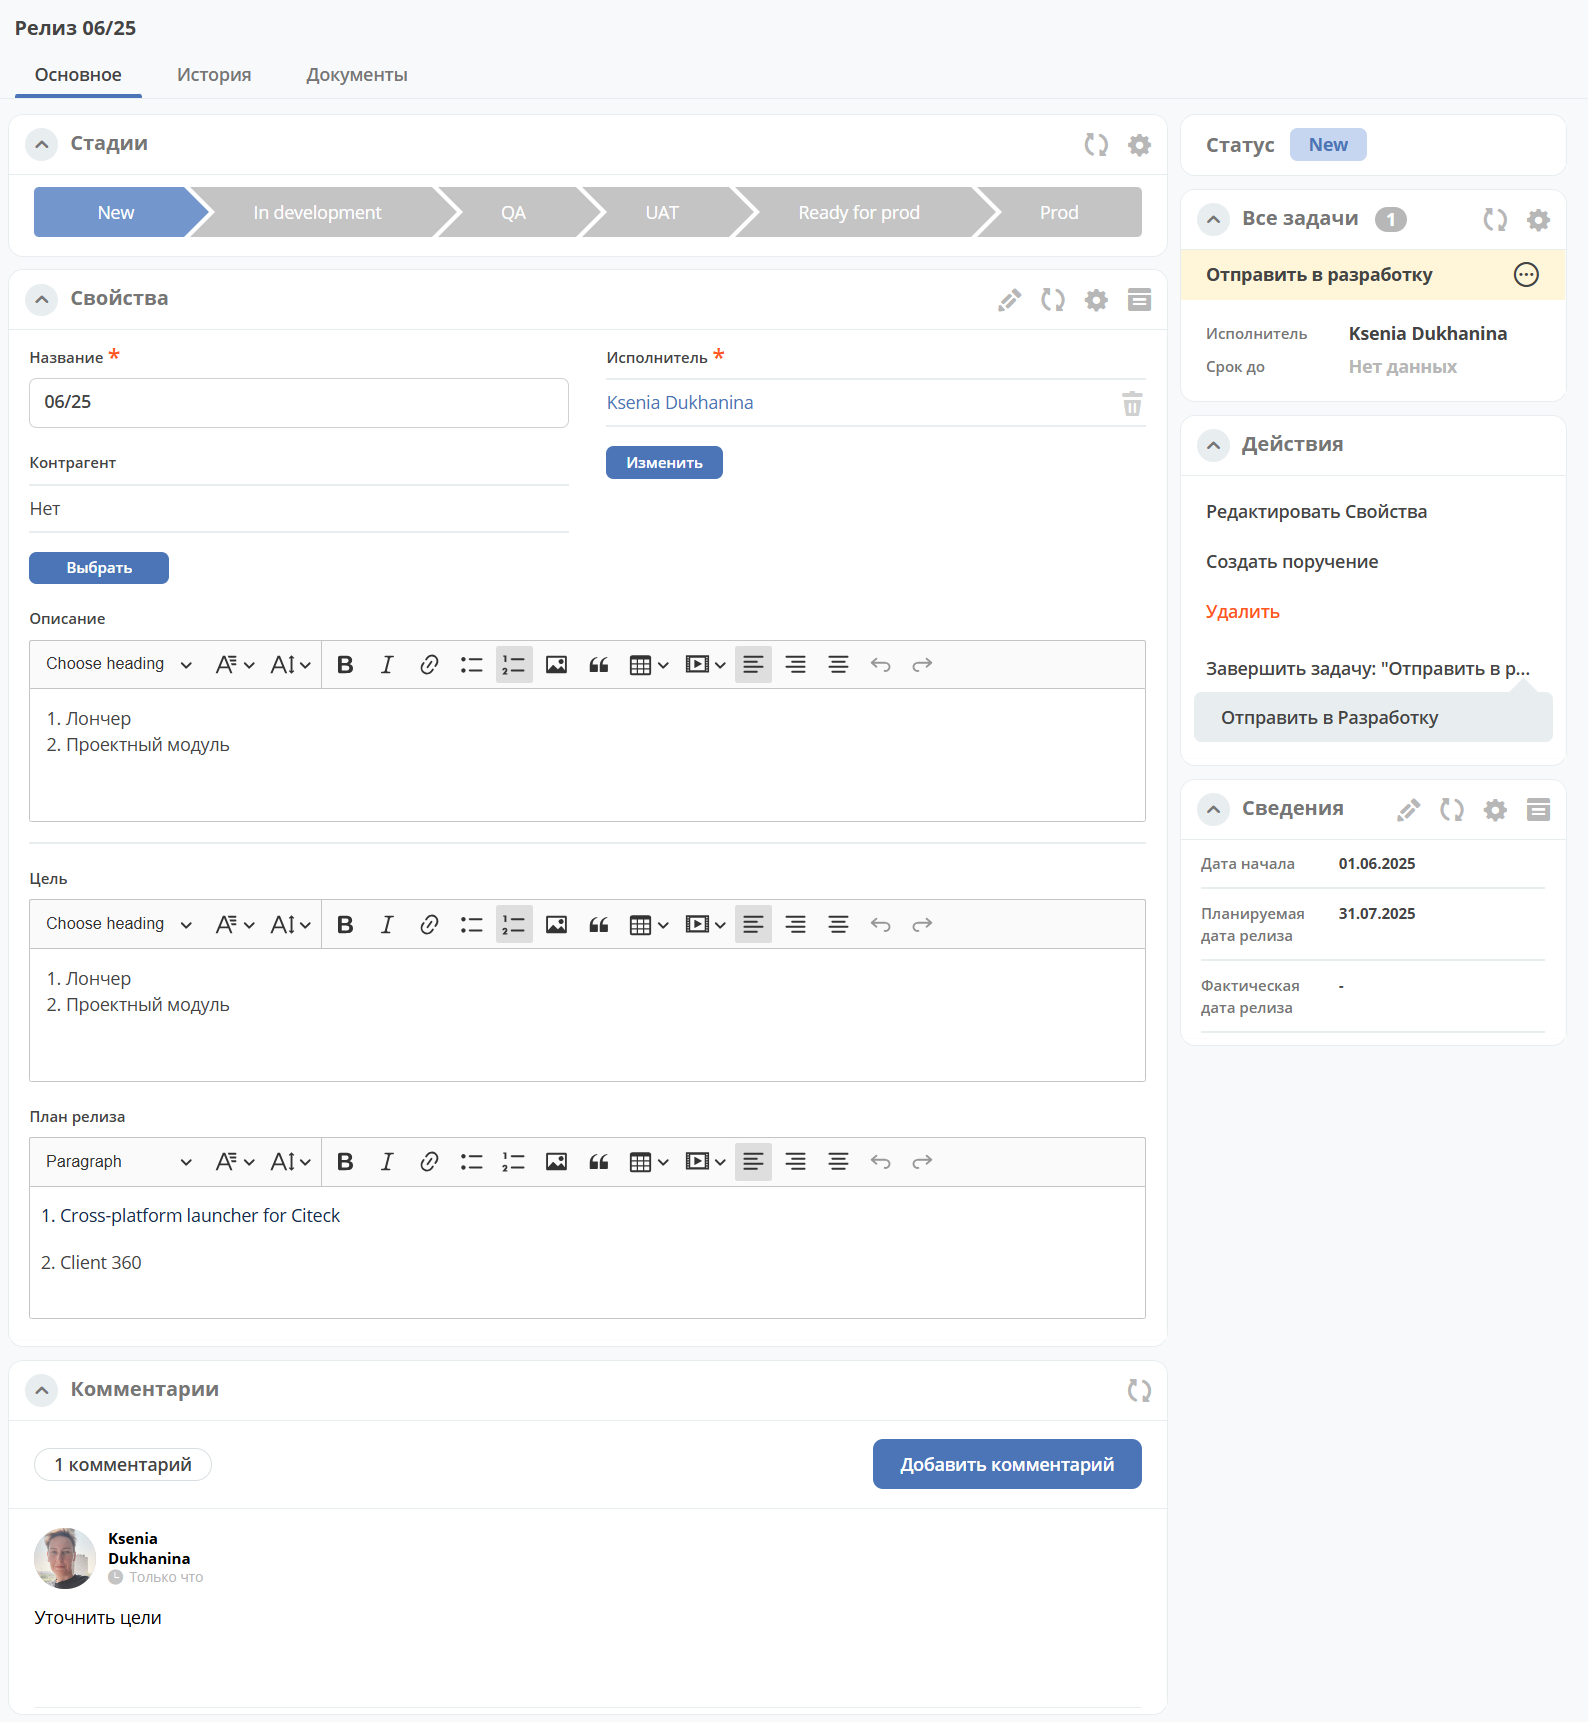 Релиз 06/25
Основное История Документы
Стадии
New In development QA UAT Ready for prod Prod
Свойства
Название *
06/25
Исполнитель *
Ksenia Dukhanina
Изменить
Контрагент
Нет
Выбрать
Описание
Choose heading
1. Лончер
2. Проектный модуль
Цель
Choose heading
1. Лончер
2. Проектный модуль
План релиза
Paragraph
1. Cross-platform launcher for Citeck
2. Client 360
Комментарии
1 комментарий
Добавить комментарий
Ksenia
Dukhanina
Только что
Уточнить цели
Статус New
Все задачи 1
Отправить в разработку
Исполнитель Ksenia Dukhanina
Срок до Нет данных
Действия
Редактировать Свойства
Создать поручение
Удалить
Завершить задачу: "Отправить в р...
Отправить в Разработку
Сведения
Дата начала 01.06.2025
Планируемая 31.07.2025
дата релиза
Фактическая -
дата релиза